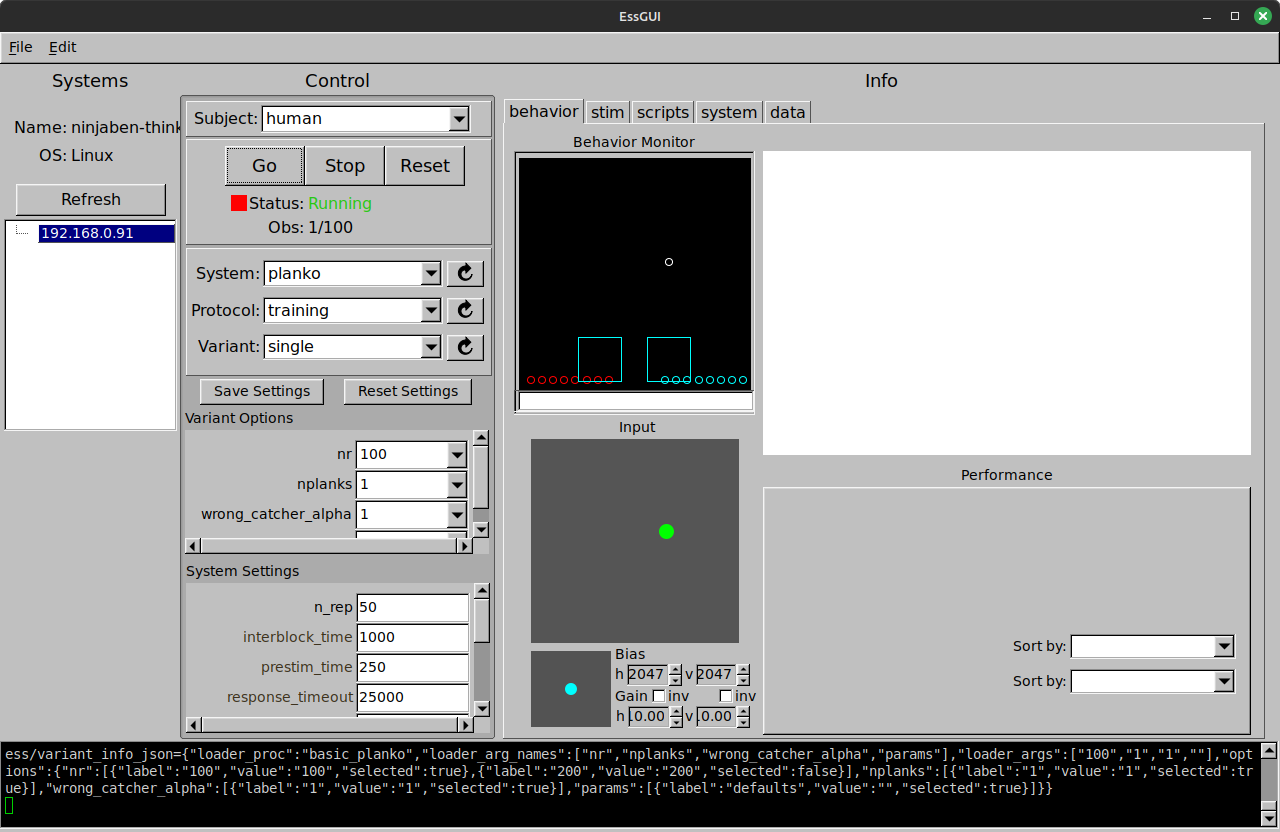 EssGUI
File Edit
Systems
Control
Info
Name: ninjaben-think
OS: Linux
Refresh
192.168.0.91
Subject: human
Go Stop Reset
Status: Running
Obs: 1/100
System: planko
Protocol: training
Variant: single
Save Settings Reset Settings
Variant Options
nr 100
nplanks 1
wrong_catcher_alpha 1
System Settings
n_rep 50
interblock_time 1000
prestim_time 250
response_timeout 25000
behavior stim scripts system data
Behavior Monitor
Input
Bias
h 2047 v 2047
Gain inv inv
h .0.00 v .0.00
Performance
Sort by:
Sort by:
ess/variant_info_json={"loader_proc":"basic_planko","loader_arg_names":["nr","nplanks","wrong_catcher_alpha","params"],"loader_args":["100","1","1",""],"opt
ions":{"nr":[{"label":"100","value":"100","selected":true},{"label":"200","value":"200","selected":false}],"nplanks":[{"label":"1","value":"1","selected":tr
ue}],"wrong_catcher_alpha":[{"label":"1","value":"1","selected":true}],"params":[{"label":"defaults","value":"","selected":true}]}}